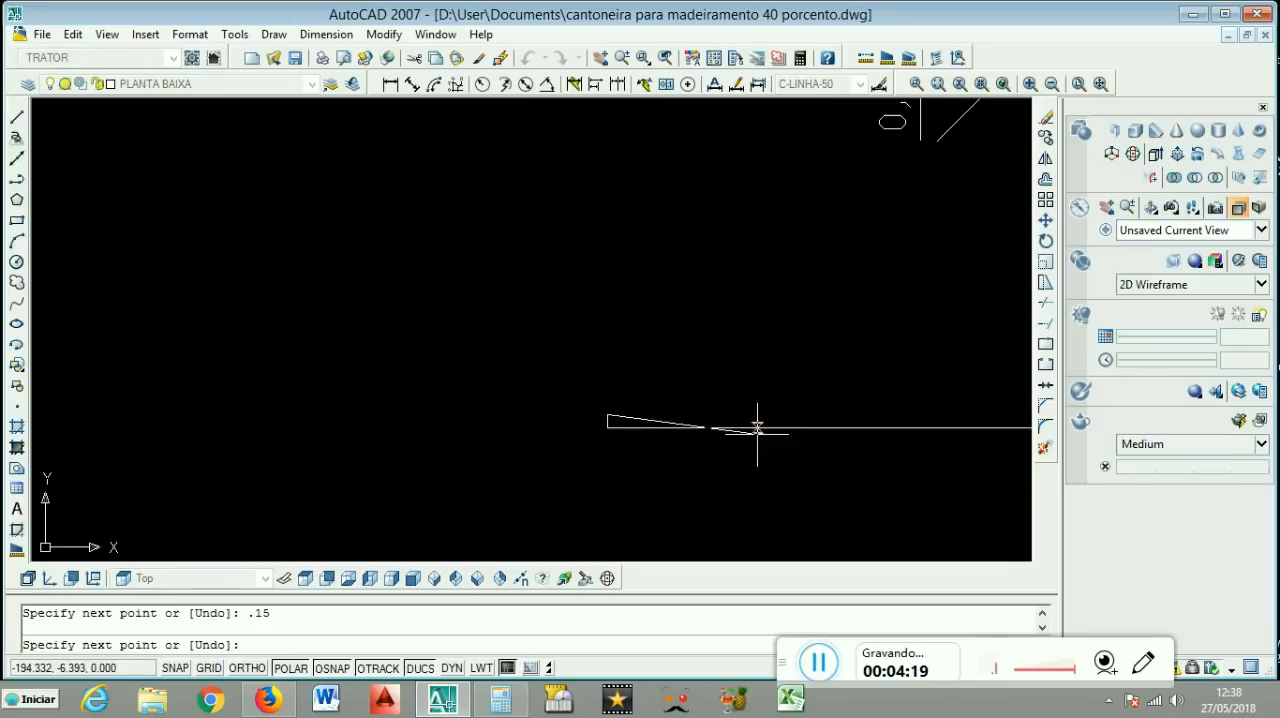 AutoCAD 2007 - [D:\User\Documents\cantoneira para madeiramento 40 porcento.dwg]
File Edit View Insert Format Tools Draw Dimension Modify Window Help
TRATOR
PLANTA BAIXA
C-LINHA-50
Unsaved Current View
2D Wireframe
Medium
Y
X
Top
Specify next point or [Undo]: .15
Specify next point or [Undo]:
-194.332, -6.393, 0.000 SNAP GRID ORTHO POLAR OSNAP OTRACK DUCS DYN LWT
Gravando...
00:04:19
Iniciar
12:38
27/05/2018